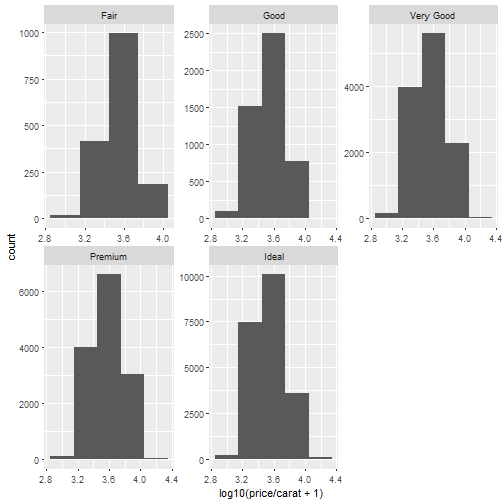 Fair
Good
Very Good
1000
750
500
250
0
2.8 3.2 3.6 4.0
2500
2000
1500
1000
500
0
2.8 3.2 3.6 4.0 4.4
4000
2000
0
2.8 3.2 3.6 4.0 4.4
count
Premium
Ideal
6000
4000
2000
0
2.8 3.2 3.6 4.0 4.4
10000
7500
5000
2500
0
2.8 3.2 3.6 4.0 4.4
log10(price/carat + 1)